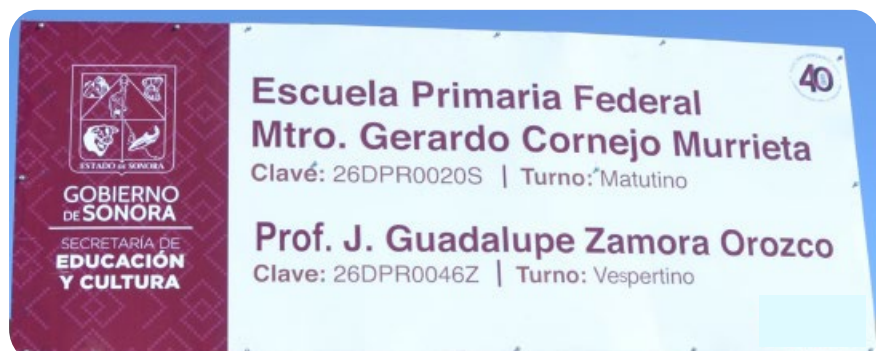 ESTADO DE SONORA
GOBIERNO
DE SONORA
SECRETARÍA DE
EDUCACIÓN
Y CULTURA
40
Escuela Primaria Federal
Mtro. Gerardo Cornejo Murrieta
Clave: 26DPR0020S | Turno: Matutino
Prof. J. Guadalupe Zamora Orozco
Clave: 26DPR0046Z | Turno: Vespertino